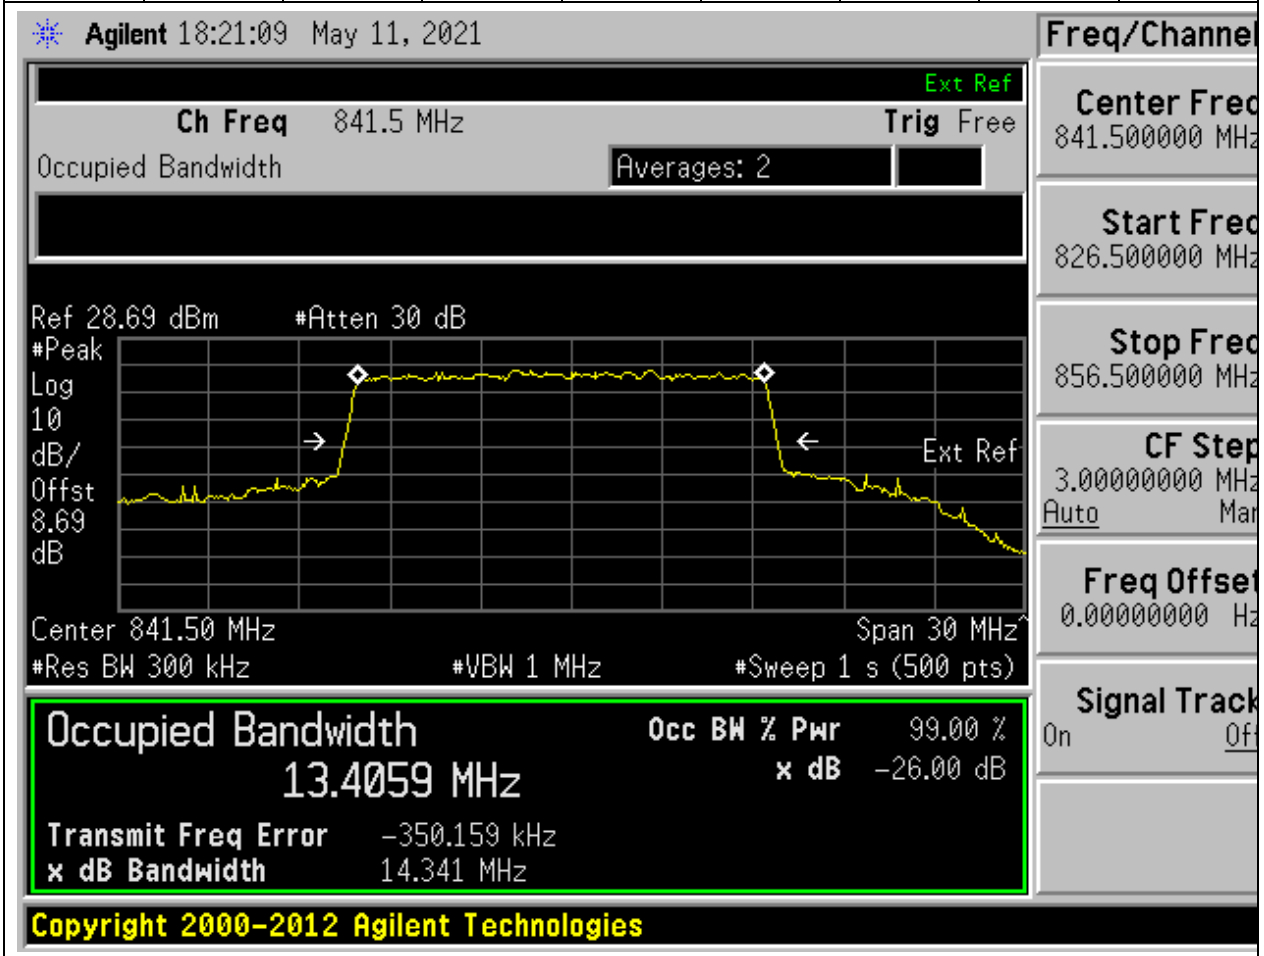 Agilent 18:21:09 May 11, 2021
Freq/Channel
Ext Ref
Ch Freq 841.5 MHz Trig Free
Occupied Bandwidth Averages: 2
Center Freq
841.500000 MHz
Start Freq
826.500000 MHz
Stop Freq
856.500000 MHz
CF Step
3.00000000 MHz
Auto Man
Freq Offset
0.00000000 Hz
Signal Track
On Off
Ref 28.69 dBm #Atten 30 dB
#Peak
Log
10
dB/
Offst
8.69
dB
Ext Ref
Center 841.50 MHz Span 30 MHz^
#Res BW 300 kHz #VBW 1 MHz #Sweep 1 s (500 pts)
Occupied Bandwidth Occ BW % Pwr 99.00 %
13.4059 MHz x dB -26.00 dB
Transmit Freq Error -350.159 kHz
x dB Bandwidth 14.341 MHz
Copyright 2000-2012 Agilent Technologies